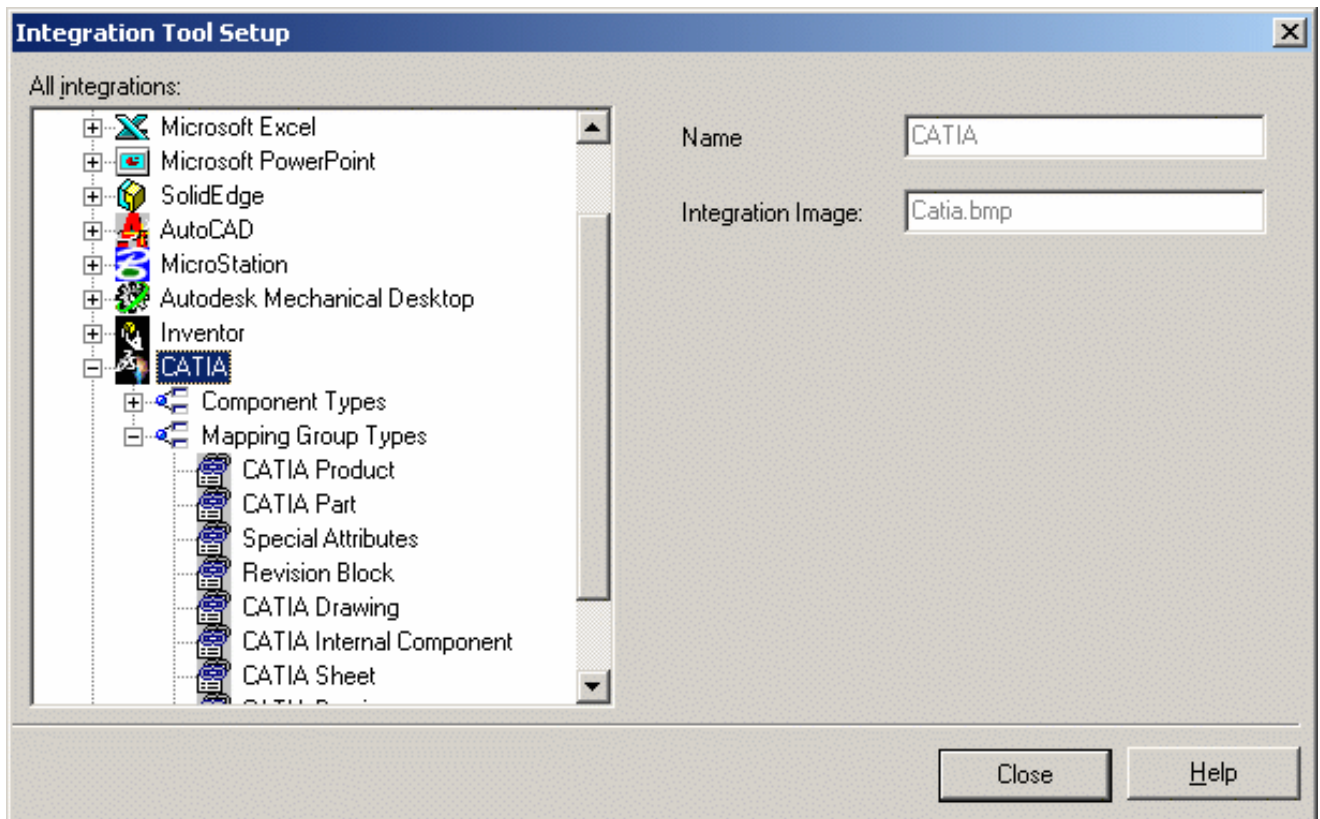 Integration Tool Setup
All integrations:
Microsoft Excel
Microsoft PowerPoint
SolidEdge
AutoCAD
MicroStation
Autodesk Mechanical Desktop
Inventor
CATIA
Component Types
Mapping Group Types
CATIA Product
CATIA Part
Special Attributes
Revision Block
CATIA Drawing
CATIA Internal Component
CATIA Sheet
Name
CATIA
Integration Image:
Catia.bmp
Close
Help